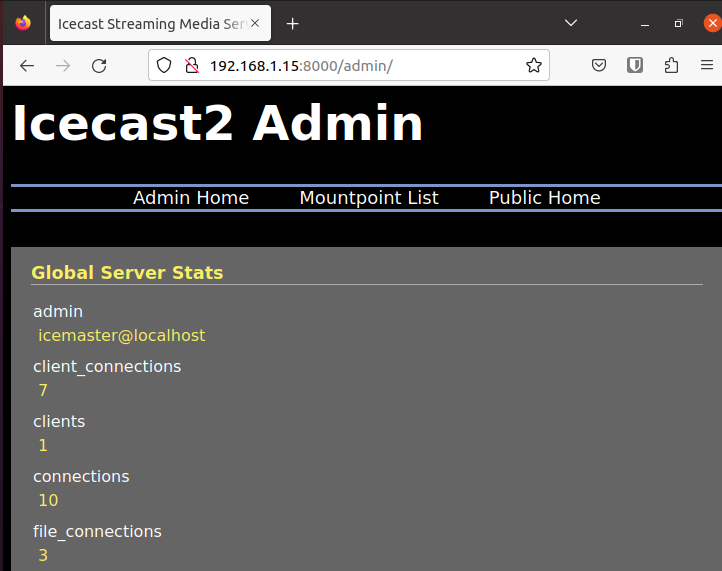 Icecast Streaming Media Ser
192.168.1.15:8000/admin/
Icecast2 Admin
Admin Home Mountpoint List Public Home
Global Server Stats
admin
icemaster@localhost
client_connections
7
clients
1
connections
10
file_connections
3